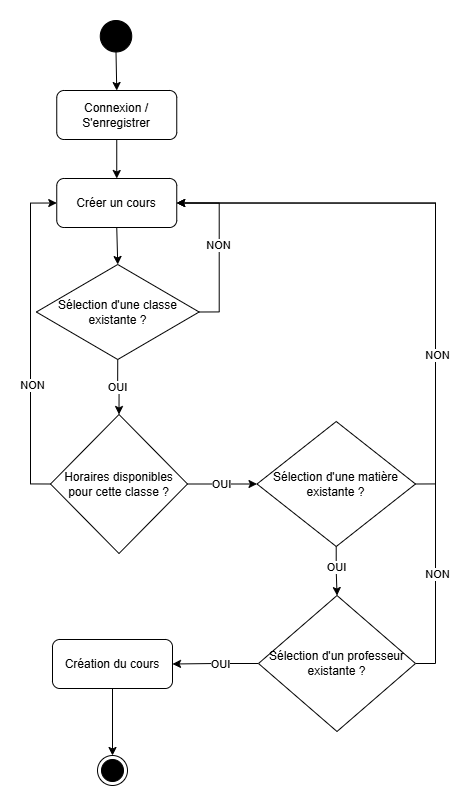 Connexion /
S'enregistrer
Créer un cours
NON
Sélection d'une classe
existante ?
NON
OUI
NON
Horaires disponibles
pour cette classe ?
OUI
Sélection d'une matière
existante ?
OUI
NON
Sélection d'un professeur
existante ?
OUI
Création du cours